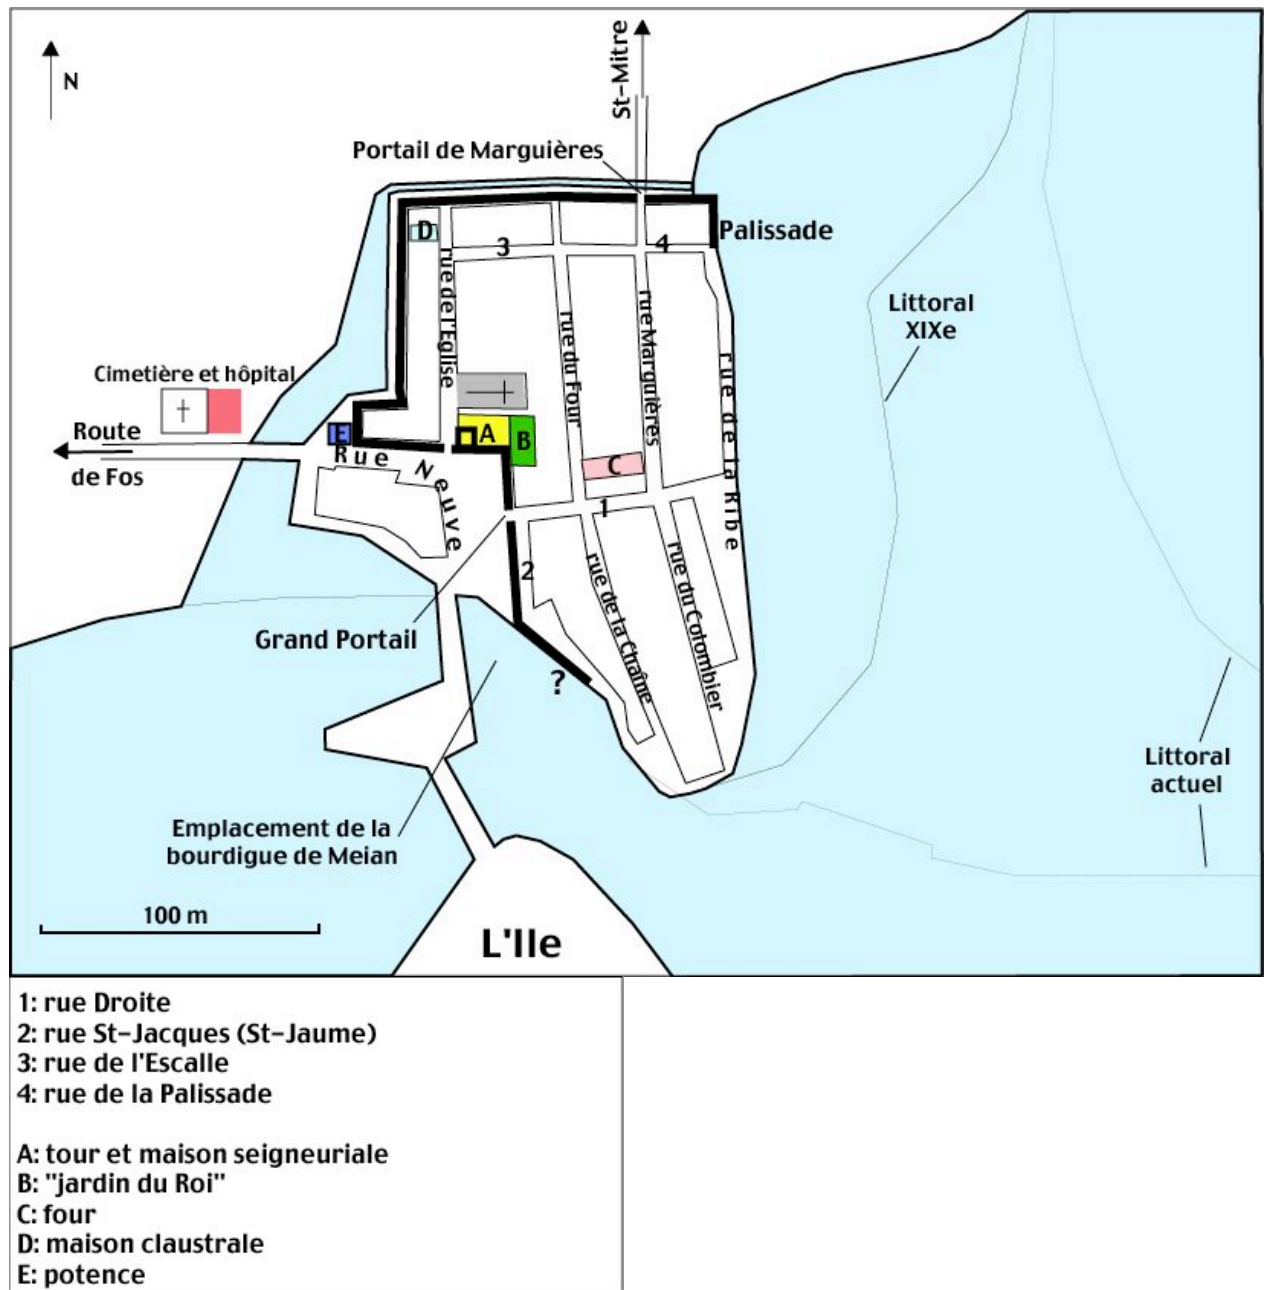 N
St-Mitre
Portail de Marguières
D
3
4
Palissade
rue de l'Eglise
rue du Four
rue Marguières
rue de la Ribe
Littoral
XIXe
Cimetière et hôpital
Route
de Fos
E
A
B
C
Rue Neuve
1
2
rue de la Chaîne
rue du Colombier
Grand Portail
?
Littoral
actuel
Emplacement de la
bourdigue de Meian
100 m
L'Ile
1: rue Droite
2: rue St-Jacques (St-Jaume)
3: rue de l'Escalle
4: rue de la Palissade
A: tour et maison seigneuriale
B: "jardin du Roi"
C: four
D: maison claustrale
E: potence